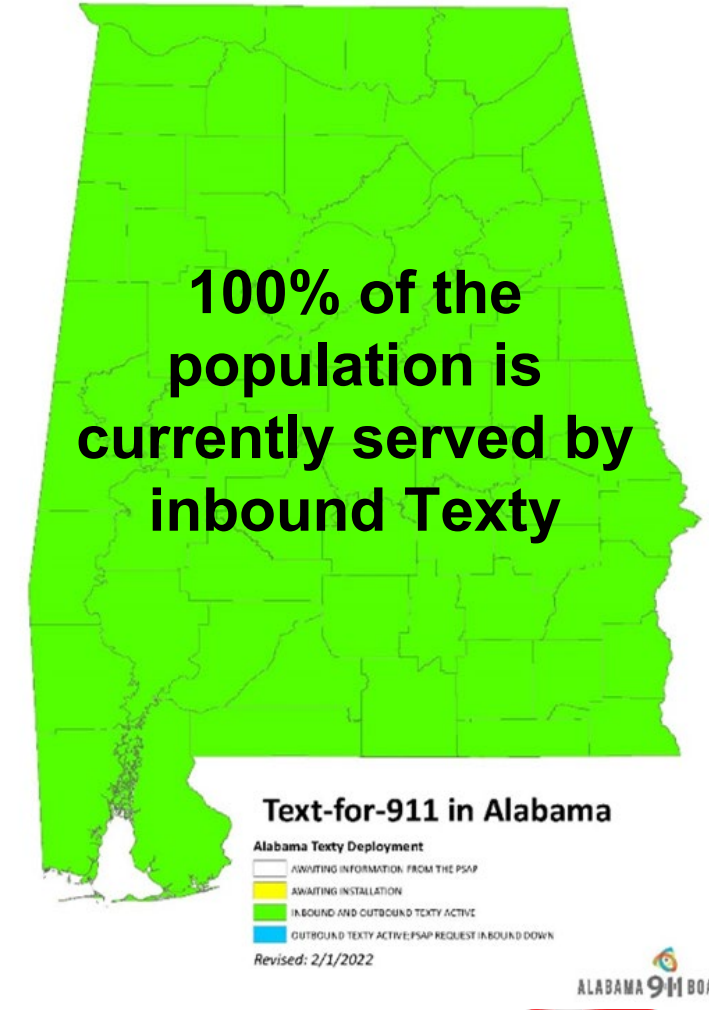 100% of the
population is
currently served by
inbound Texty
Text-for-911 in Alabama
Alabama Texty Deployment
AWAITING INFORMATION FROM THE PSAP
AWAITING INSTALLATION
INBOUND AND OUTBOUND TEXTY ACTIVE
OUTBOUND TEXTY ACTIVE;PSAP REQUEST INBOUND DOWN
Revised: 2/1/2022
ALABAMA 911 BOA